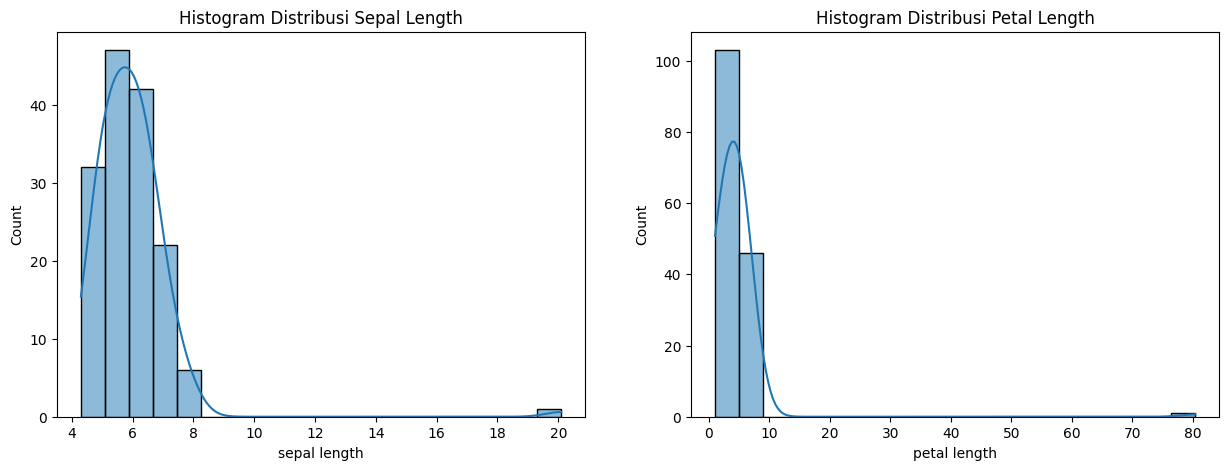 Histogram Distribusi Sepal Length
Count
40
30
20
10
0
4 6 8 10 12 14 16 18 20
sepal length
Histogram Distribusi Petal Length
Count
100
80
60
40
20
0
0 10 20 30 40 50 60 70 80
petal length